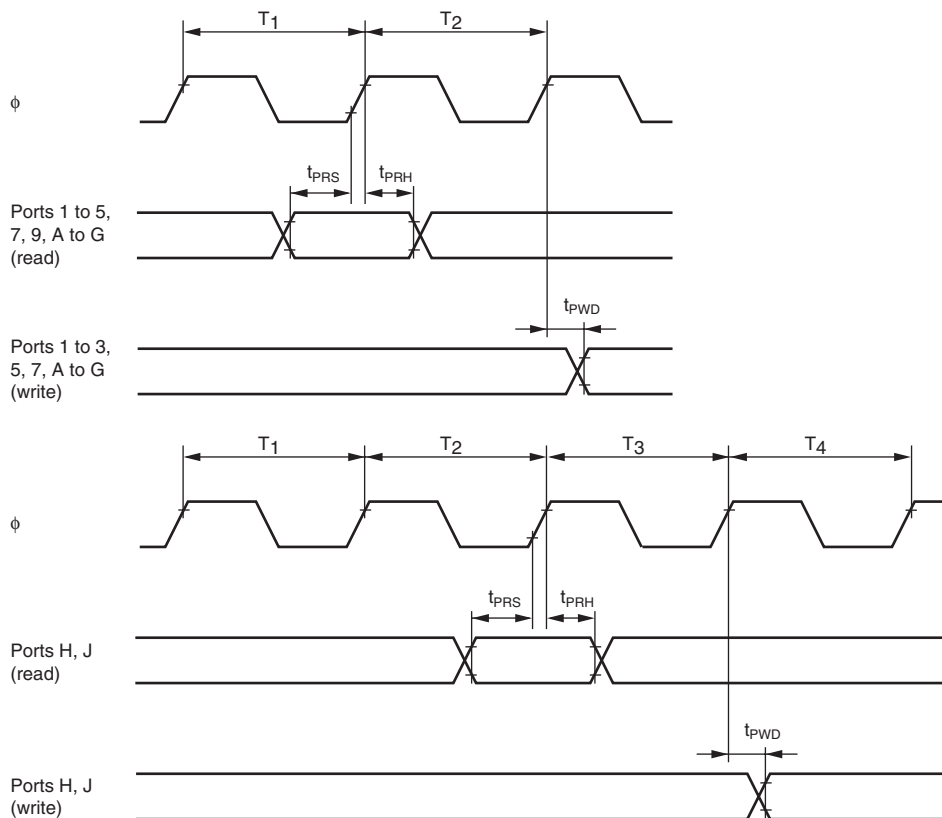 T1 T2
ϕ
tPRS tPRH
Ports 1 to 5,
7, 9, A to G
(read)
tPWD
Ports 1 to 3,
5, 7, A to G
(write)
T1 T2 T3 T4
ϕ
tPRS tPRH
Ports H, J
(read)
tPWD
Ports H, J
(write)